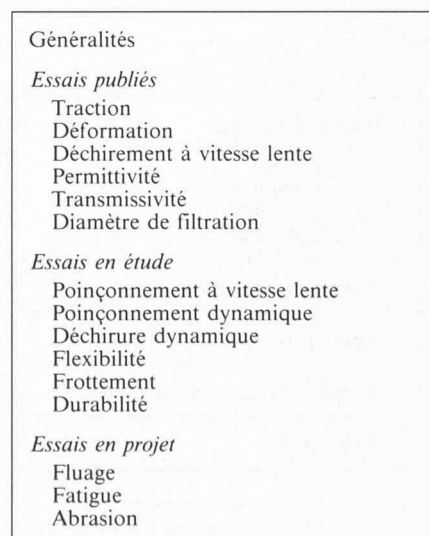 Généralités
Essais publiés
Traction
Déformation
Déchirement à vitesse lente
Permittivité
Transmissivité
Diamètre de filtration
Essais en étude
Poinçonnement à vitesse lente
Poinçonnement dynamique
Déchirure dynamique
Flexibilité
Frottement
Durabilité
Essais en projet
Fluage
Fatigue
Abrasion